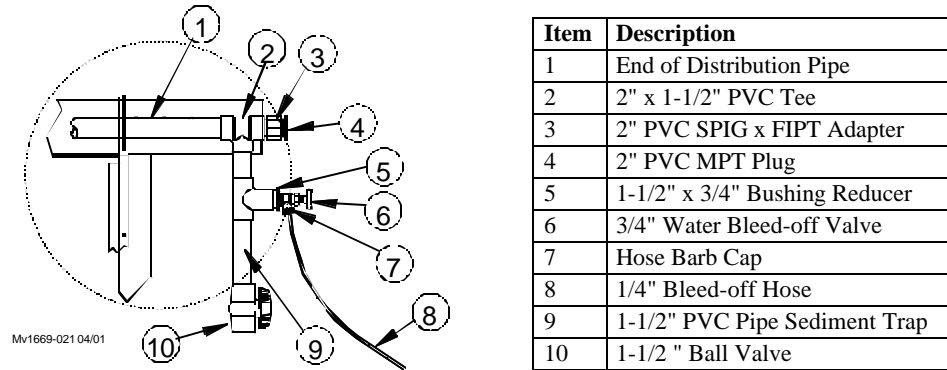 1
2
3
4
5
6
7
8
9
10
Mv1669-021 04/01
Item Description
1 End of Distribution Pipe
2 2" x 1-1/2" PVC Tee
3 2" PVC SPIG x FIPT Adapter
4 2" PVC MPT Plug
5 1-1/2" x 3/4" Bushing Reducer
6 3/4" Water Bleed-off Valve
7 Hose Barb Cap
8 1/4" Bleed-off Hose
9 1-1/2" PVC Pipe Sediment Trap
10 1-1/2 " Ball Valve